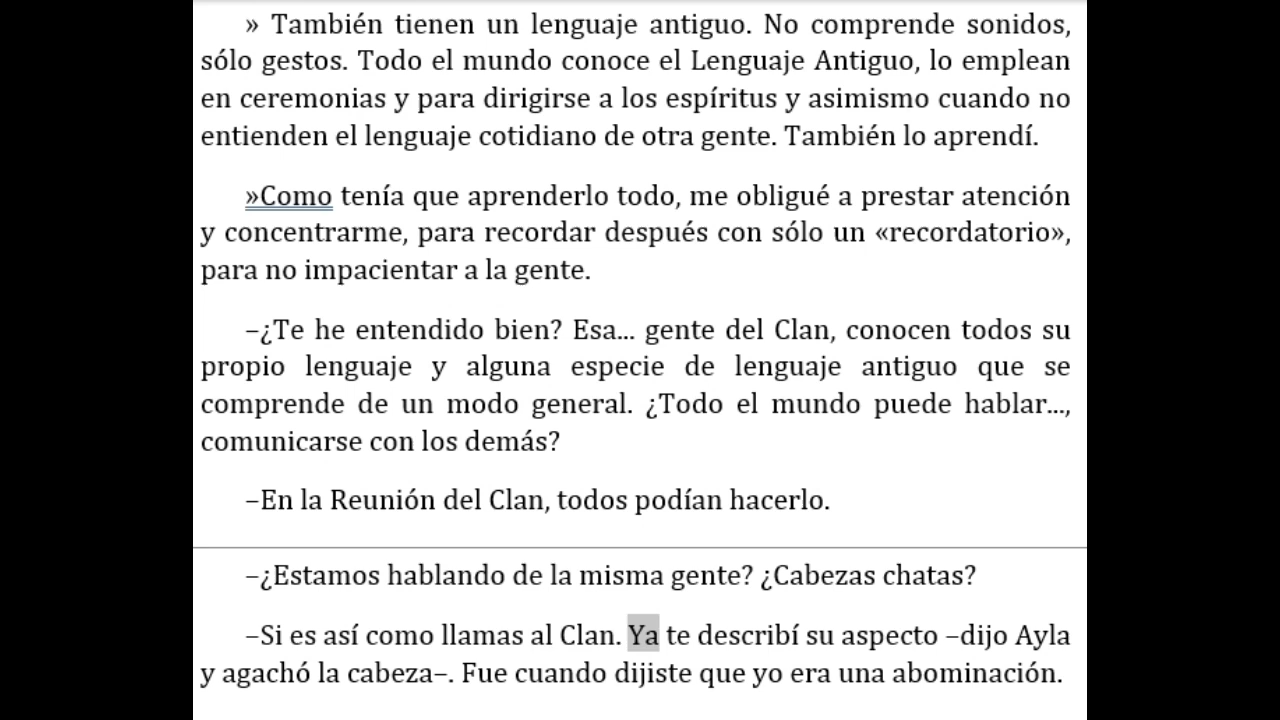 » También tienen un lenguaje antiguo. No comprende sonidos,
sólo gestos. Todo el mundo conoce el Lenguaje Antiguo, lo emplean
en ceremonias y para dirigirse a los espíritus y asimismo cuando no
entienden el lenguaje cotidiano de otra gente. También lo aprendí.
»Como tenía que aprenderlo todo, me obligué a prestar atención
y concentrarme, para recordar después con sólo un «recordatorio»,
para no impacientar a la gente.
–¿Te he entendido bien? Esa... gente del Clan, conocen todos su
propio lenguaje y alguna especie de lenguaje antiguo que se
comprende de un modo general. ¿Todo el mundo puede hablar...,
comunicarse con los demás?
–En la Reunión del Clan, todos podían hacerlo.
–¿Estamos hablando de la misma gente? ¿Cabezas chatas?
–Si es así como llamas al Clan. Ya te describí su aspecto –dijo Ayla
y agachó la cabeza–. Fue cuando dijiste que yo era una abominación.